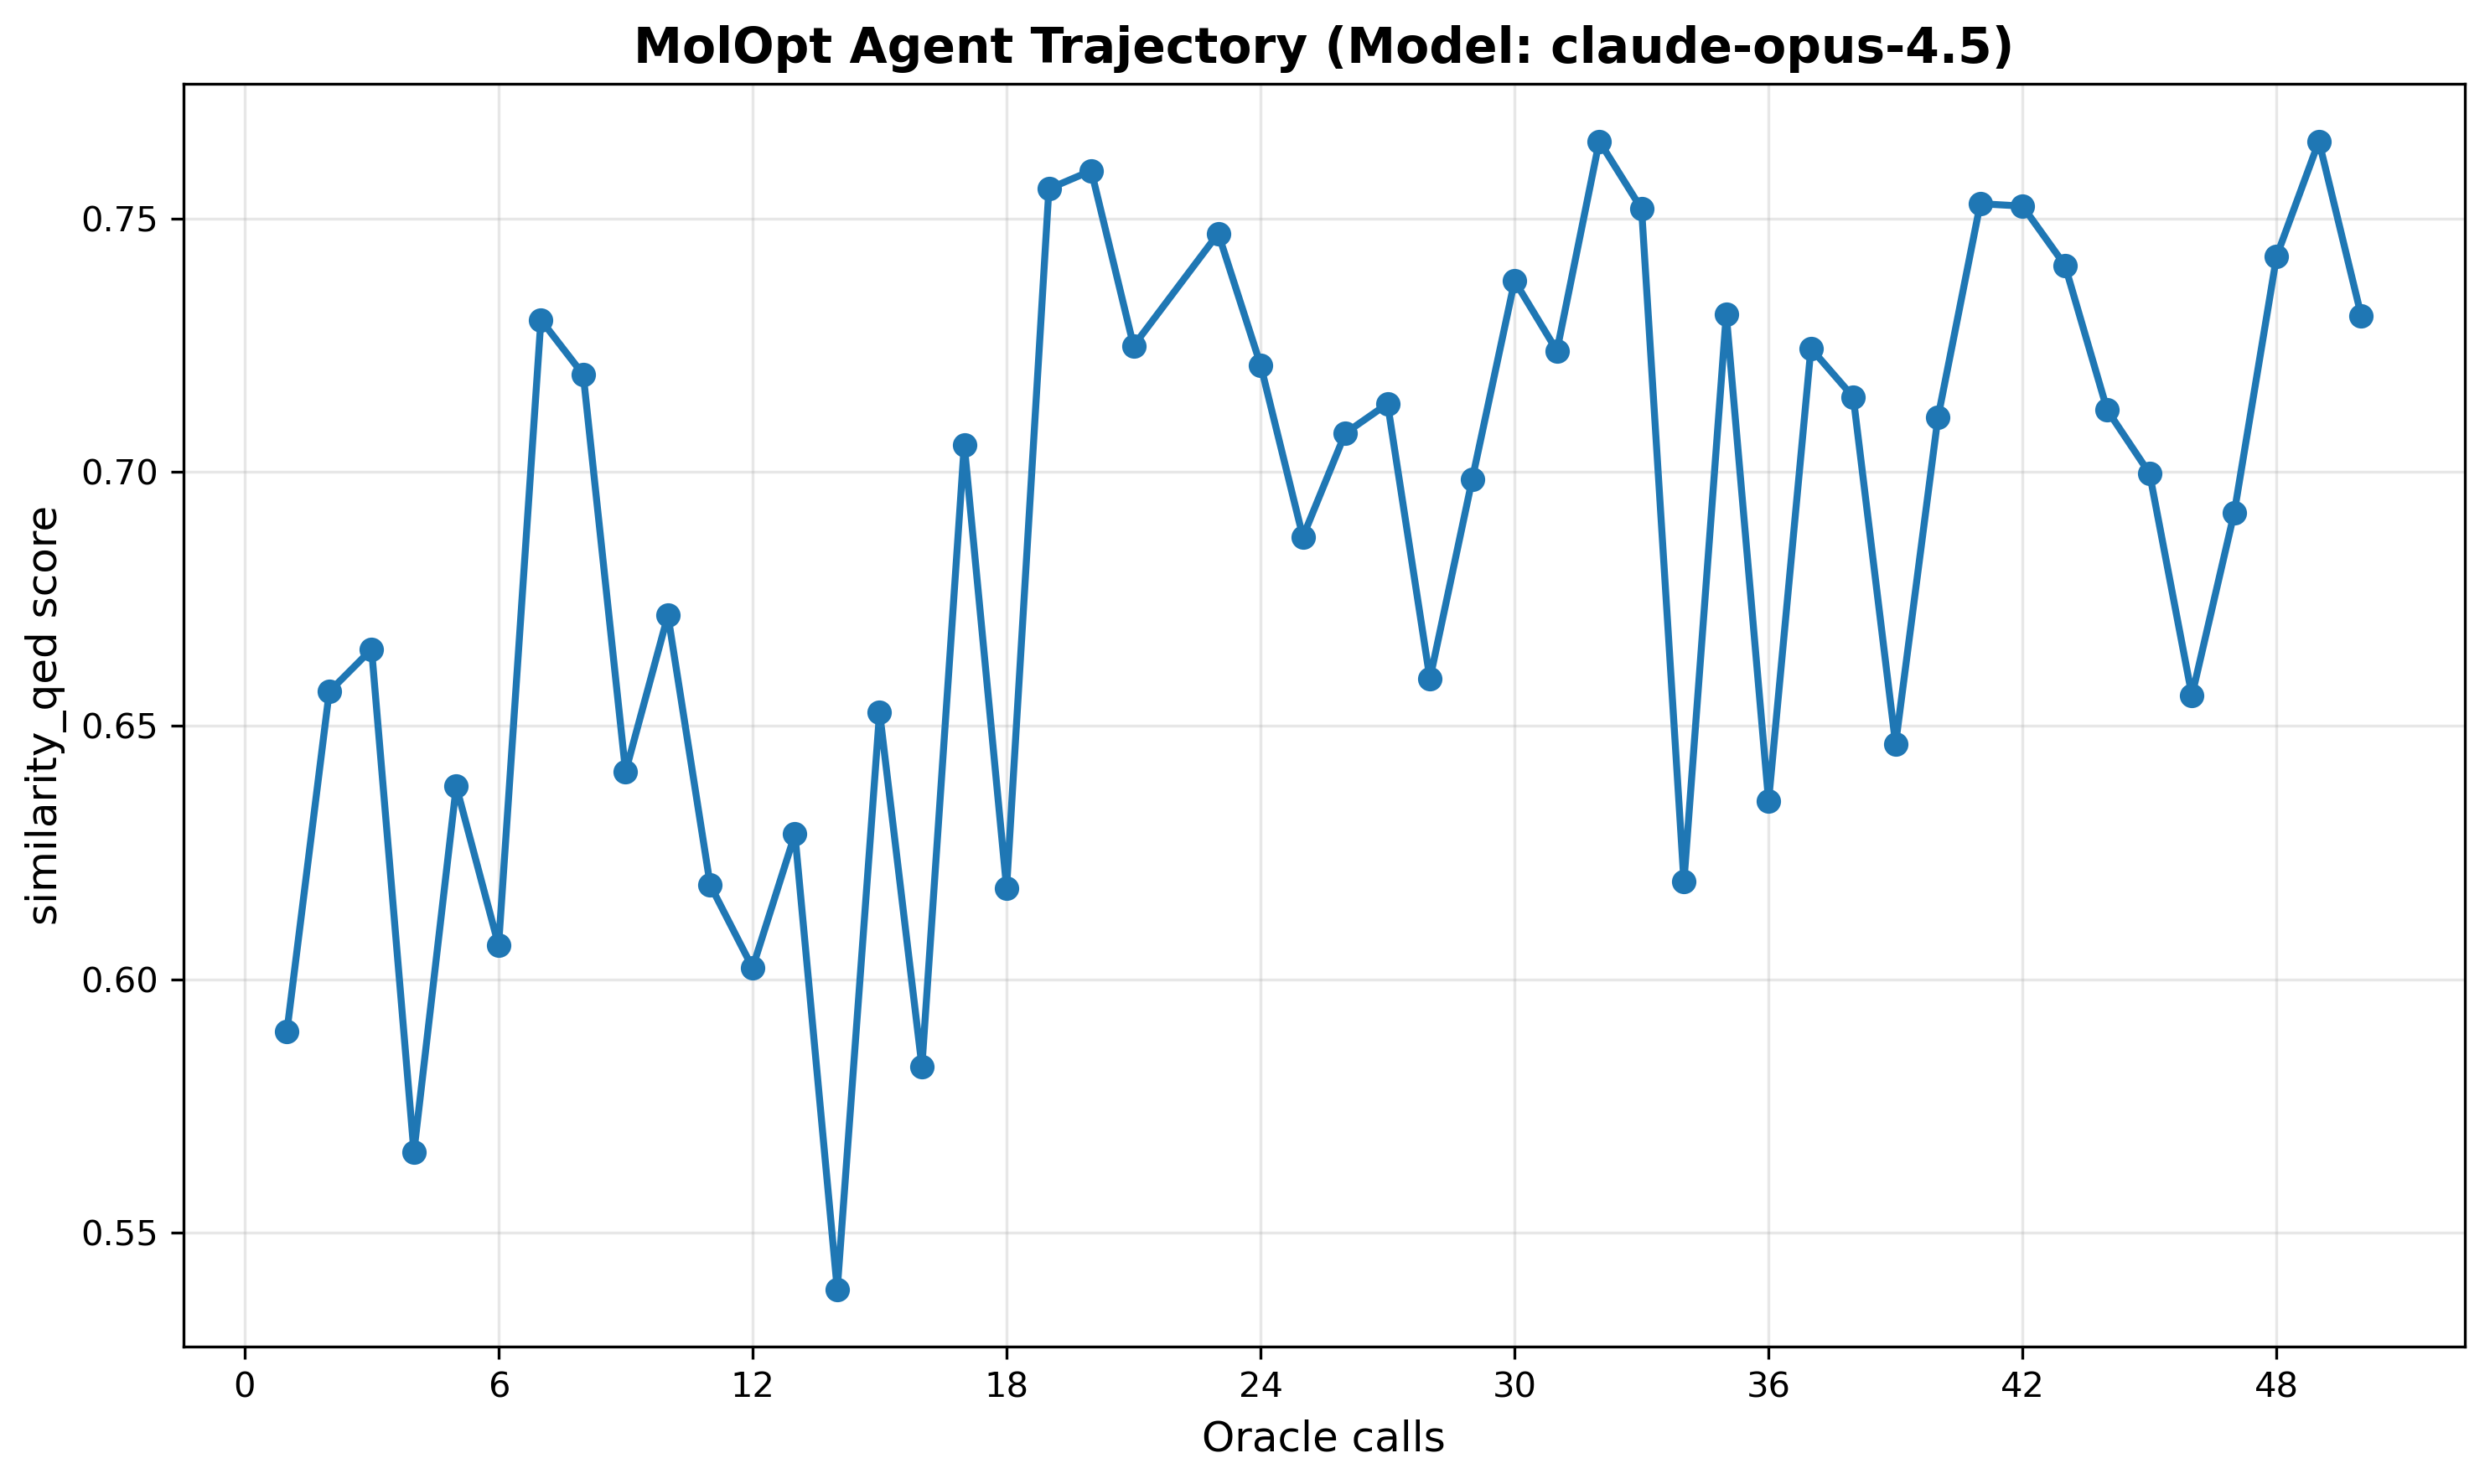 MolOpt Agent Trajectory (Model: claude-opus-4.5)
similarity_qed score
0.75
0.70
0.65
0.60
0.55
0 6 12 18 24 30 36 42 48
Oracle calls